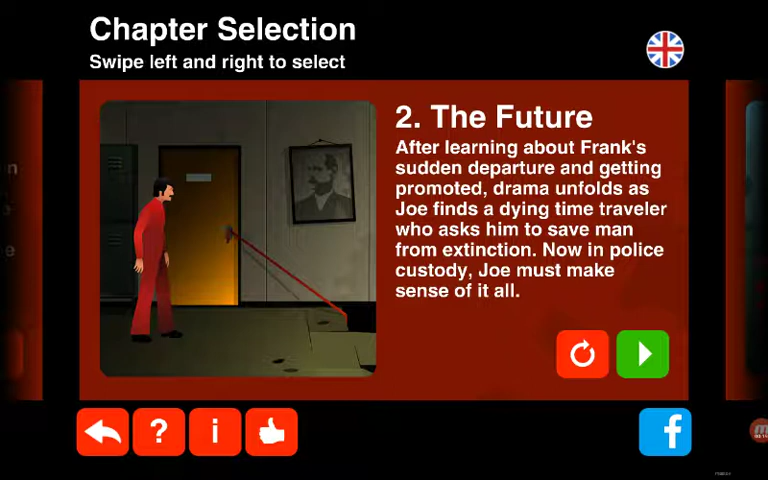 Chapter Selection
Swipe left and right to select
2. The Future
After learning about Frank's
sudden departure and getting
promoted, drama unfolds as
Joe finds a dying time traveler
who asks him to save man
from extinction. Now in police
custody, Joe must make
sense of it all.
? i f